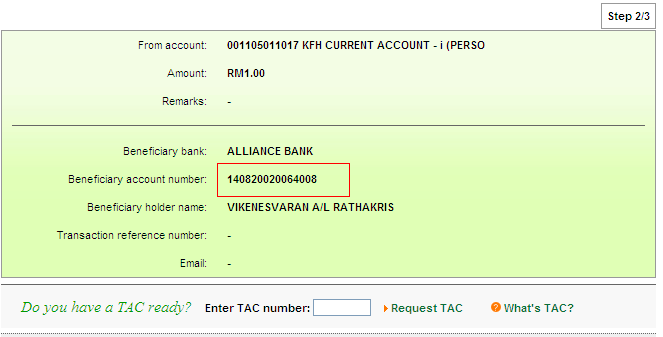 Step 2/3
From account: 001105011017 KFH CURRENT ACCOUNT - i (PERSO
Amount: RM1.00
Remarks: -
Beneficiary bank: ALLIANCE BANK
Beneficiary account number: 140820020064008
Beneficiary holder name: VIKENESVARAN A/L RATHAKRIS
Transaction reference number: -
Email: -
Do you have a TAC ready? Enter TAC number: Request TAC ? What's TAC?